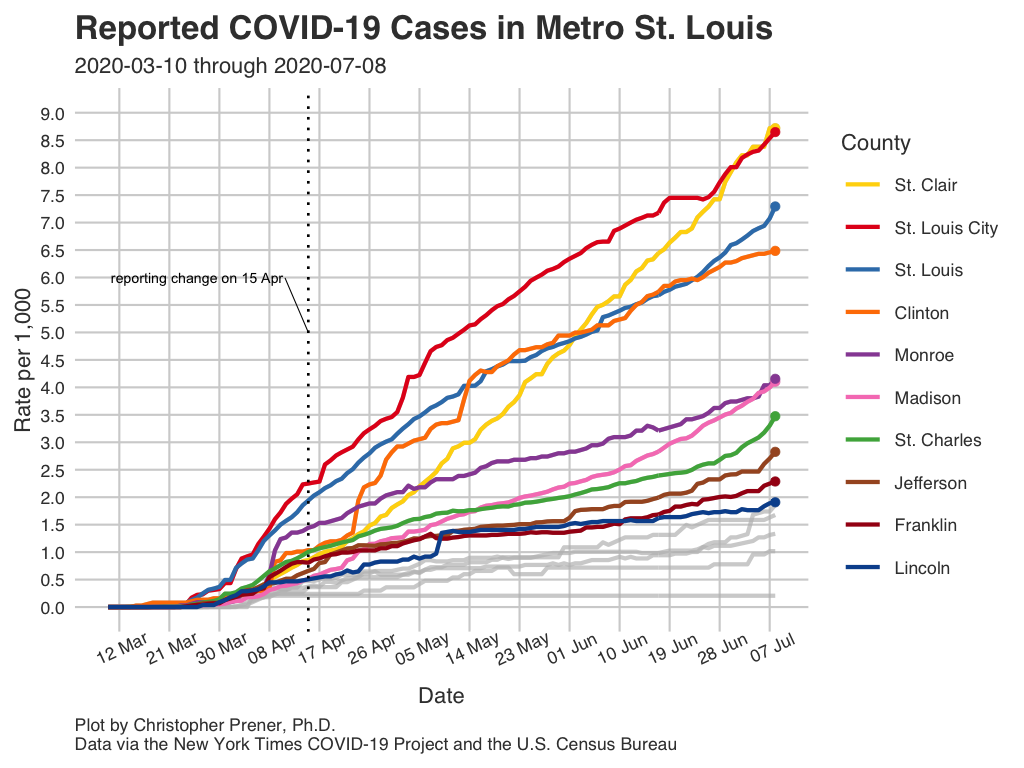 Reported COVID-19 Cases in Metro St. Louis
2020-03-10 through 2020-07-08
Rate per 1,000
9.0
8.5
8.0
7.5
7.0
6.5
6.0
5.5
5.0
4.5
4.0
3.5
3.0
2.5
2.0
1.5
1.0
0.5
0.0
reporting change on 15 Apr
12 Mar
21 Mar
30 Mar
08 Apr
17 Apr
26 Apr
05 May
14 May
23 May
01 Jun
10 Jun
19 Jun
28 Jun
07 Jul
Date
County
St. Clair
St. Louis City
St. Louis
Clinton
Monroe
Madison
St. Charles
Jefferson
Franklin
Lincoln
Plot by Christopher Prener, Ph.D.
Data via the New York Times COVID-19 Project and the U.S. Census Bureau